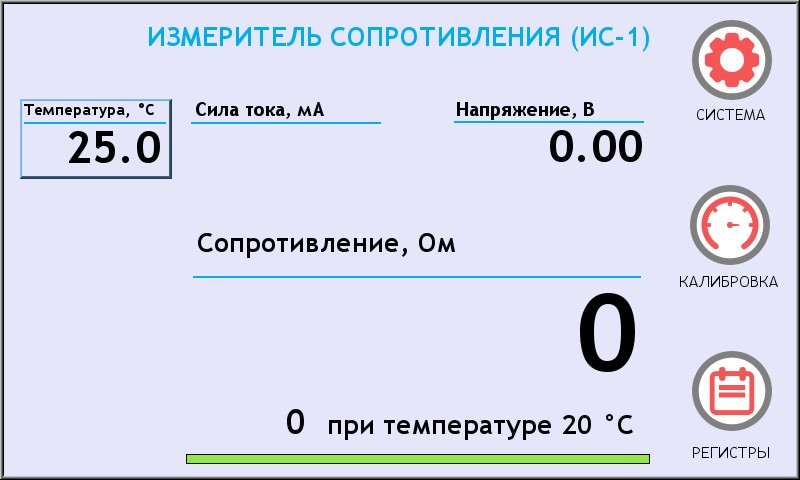 ИЗМЕРИТЕЛЬ СОПРОТИВЛЕНИЯ (ИС-1)
СИСТЕМА
Температура, °C
25.0
Сила тока, мА
Напряжение, В
0.00
Сопротивление, Ом
КАЛИБРОВКА
0
0 при температуре 20 °C
РЕГИСТРЫ